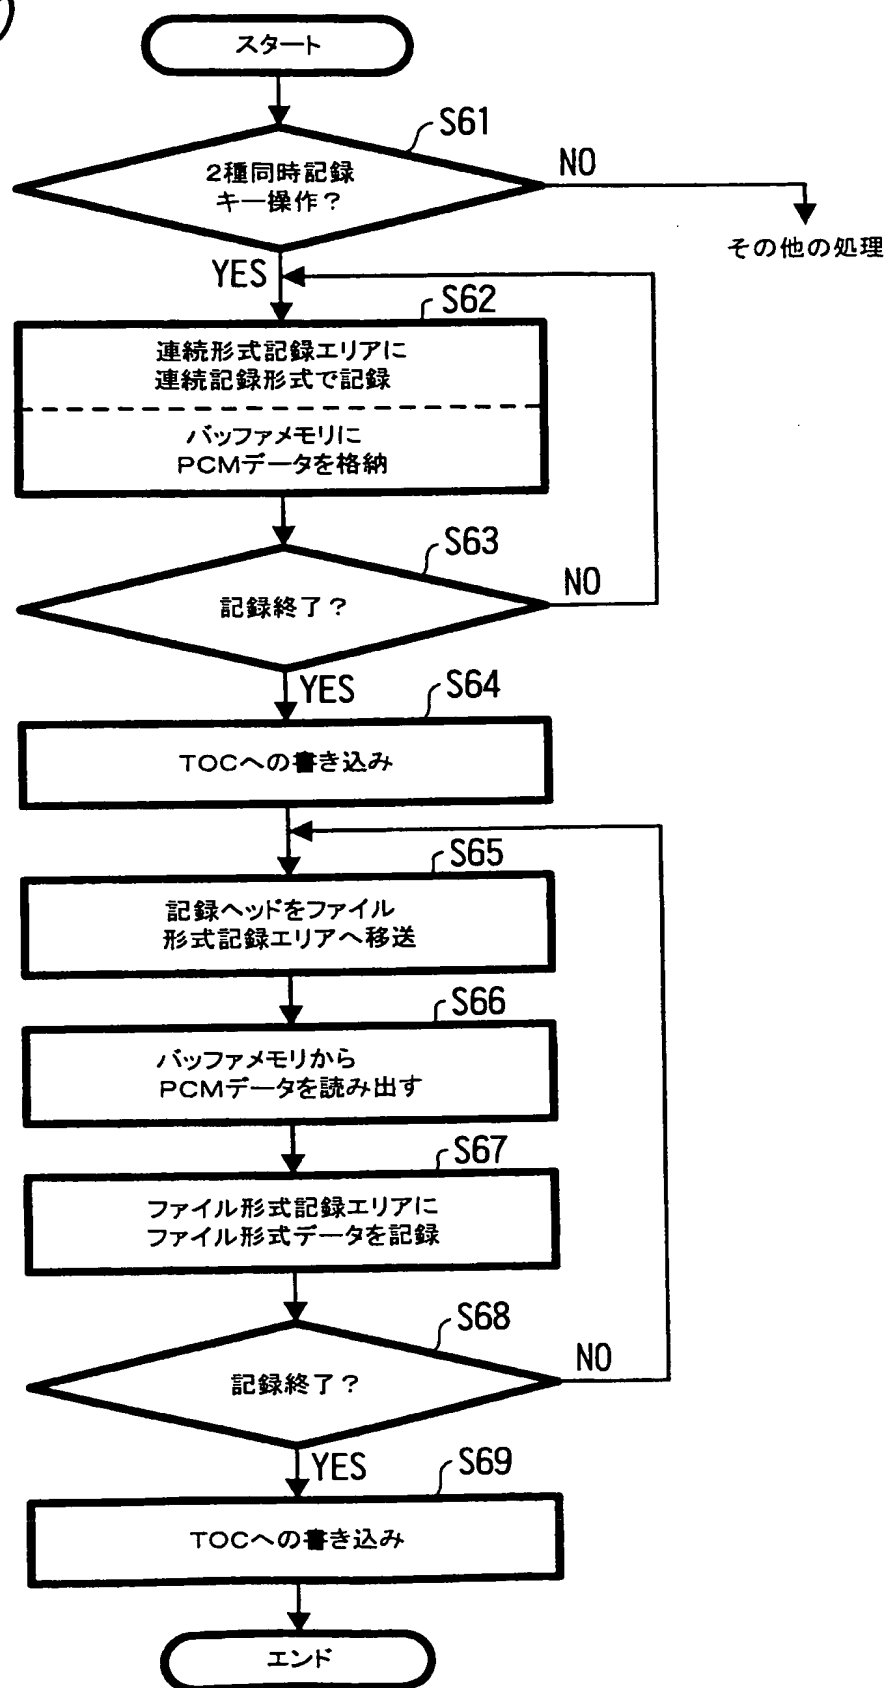 スタート
S61
2種同時記録
キー操作?
NO
その他の処理
YES
S62
連続形式記録エリアに
連続記録形式で記録
バッファメモリに
PCMデータを格納
S63
記録終了?
NO
YES
S64
TOCへの書き込み
S65
記録ヘッドをファイル
形式記録エリアへ移送
S66
バッファメモリから
PCMデータを読み出す
S67
ファイル形式記録エリアに
ファイル形式データを記録
S68
記録終了?
NO
YES
S69
TOCへの書き込み
エンド